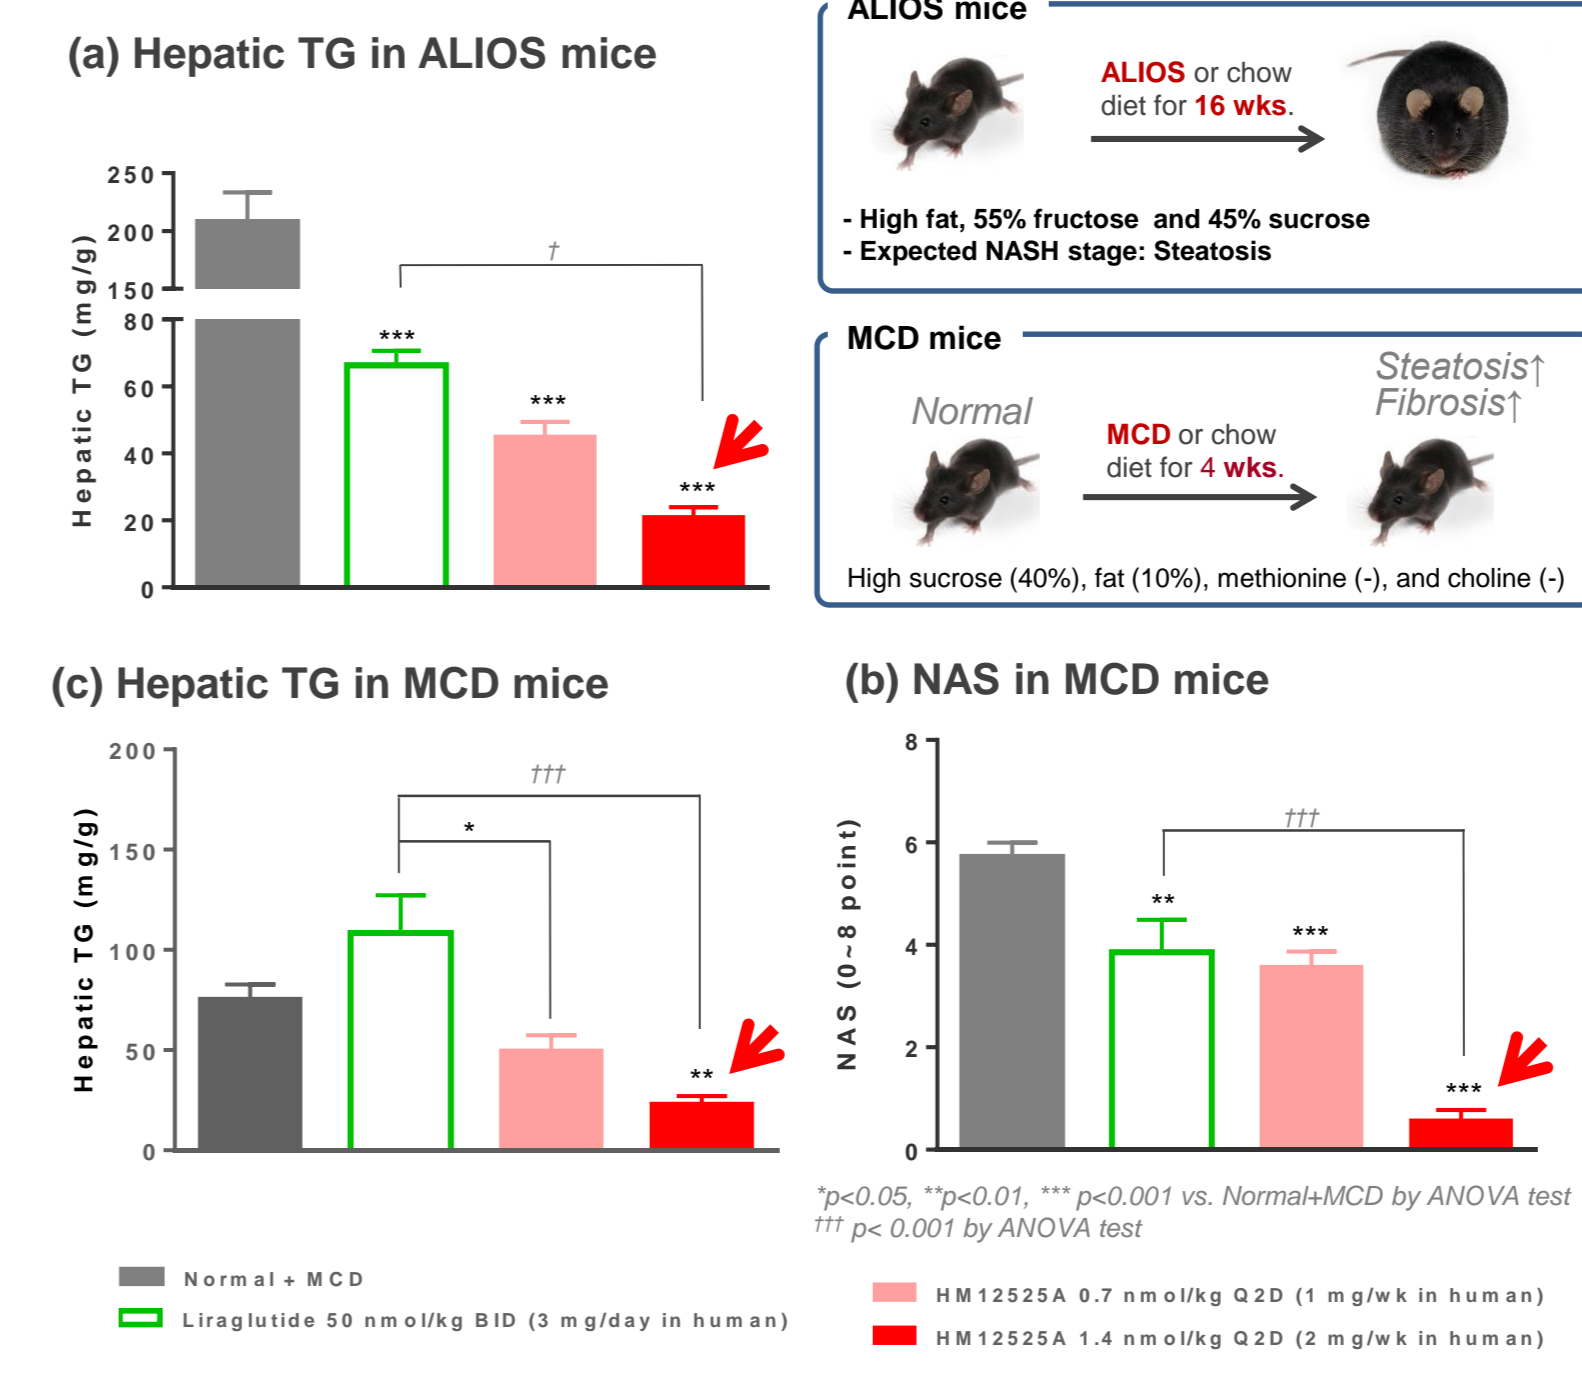 (a) Hepatic TG in ALIOS mice
Hepatic TG (mg/g)
250
200
150
80
60
40
20
0
***
***
***
†
ALIOS mice
ALIOS or chow
diet for 16 wks.
- High fat, 55% fructose and 45% sucrose
- Expected NASH stage: Steatosis
MCD mice
Normal
MCD or chow
diet for 4 wks.
Steatosis↑
Fibrosis↑
High sucrose (40%), fat (10%), methionine (-), and choline (-)
(c) Hepatic TG in MCD mice
Hepatic TG (mg/g)
200
150
100
50
0
†††
*
**
(b) NAS in MCD mice
NAS (0~8 point)
8
6
4
2
0
†††
**
***
***
*p<0.05, **p<0.01, *** p<0.001 vs. Normal+MCD by ANOVA test
††† p< 0.001 by ANOVA test
Normal + MCD
Liraglutide 50 nmol/kg BID (3 mg/day in human)
HM12525A 0.7 nmol/kg Q2D (1 mg/wk in human)
HM12525A 1.4 nmol/kg Q2D (2 mg/wk in human)